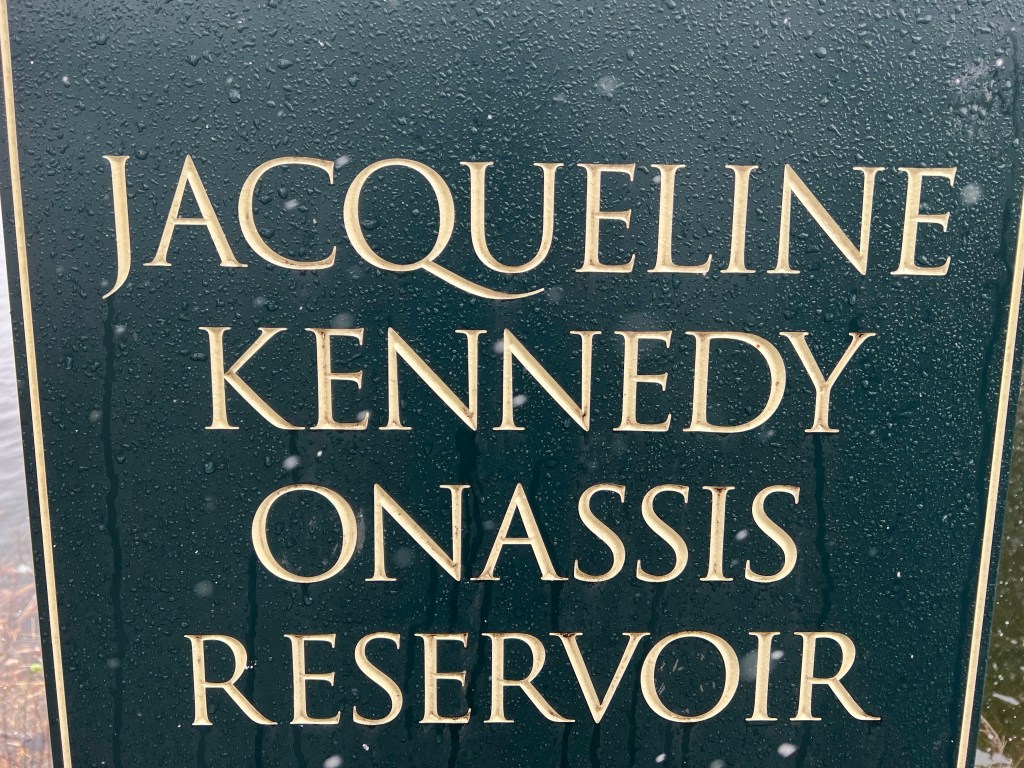 JACQUELINE
KENNEDY
ONASSIS
RESERVOIR